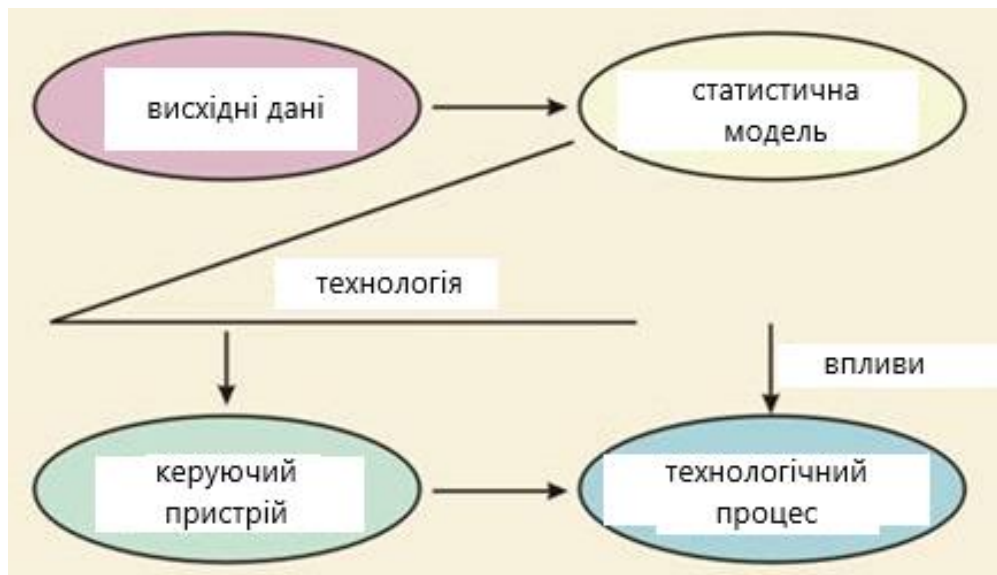 висхідні дані
статистична
модель
технологія
впливи
керуючий
пристрій
технологічний
процес